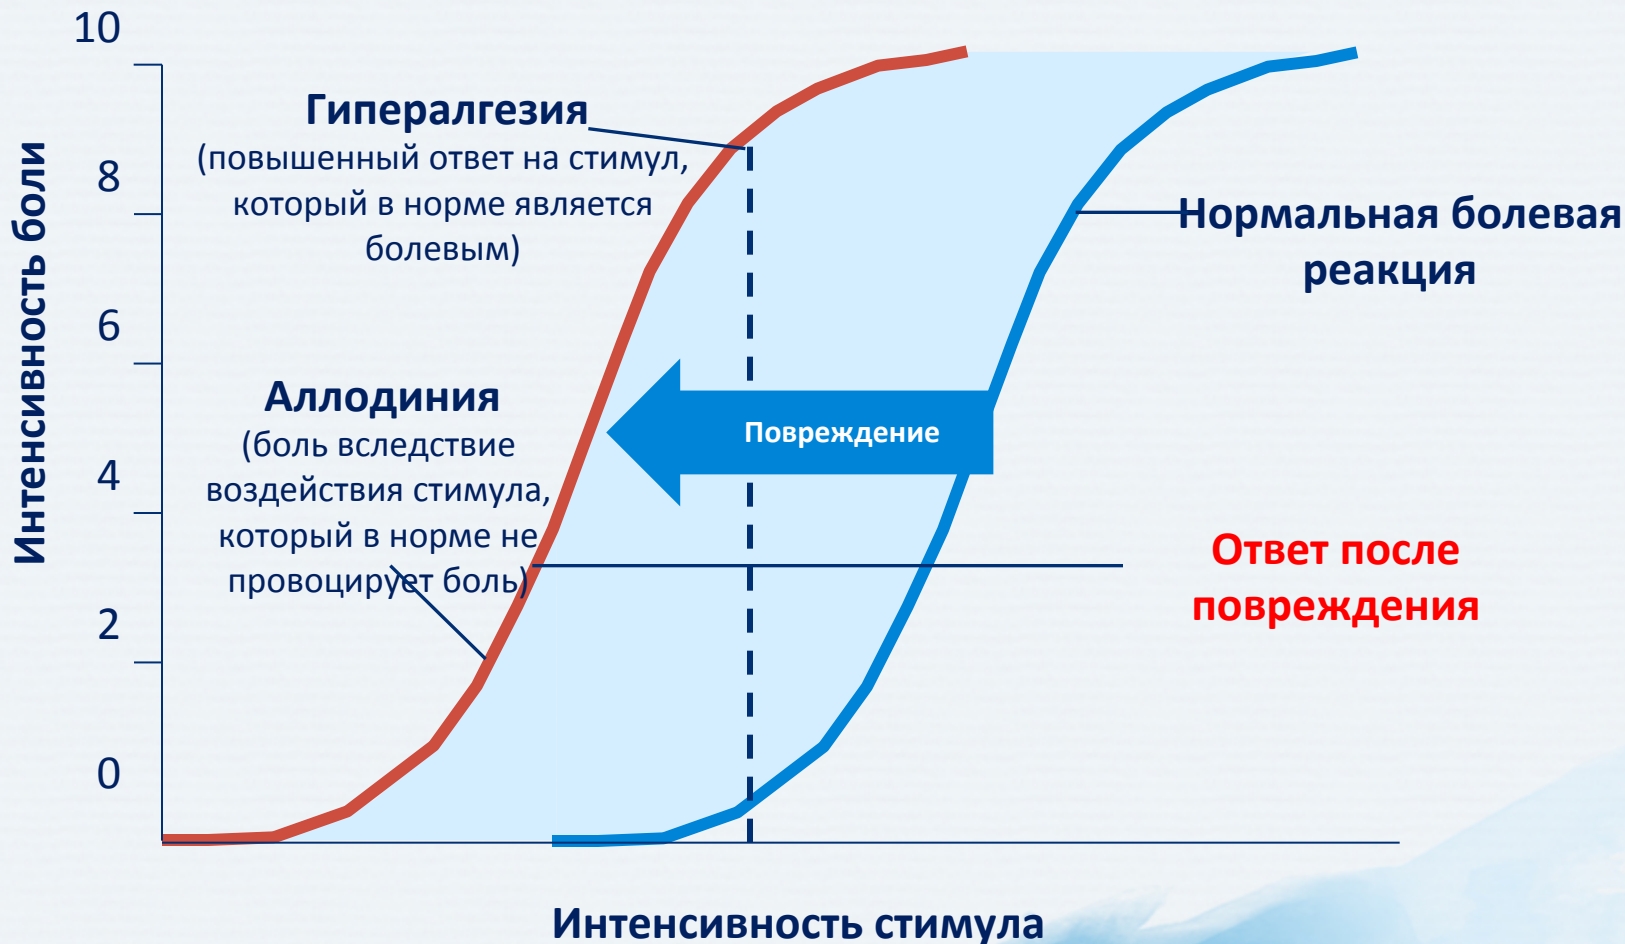 10
8
6
4
2
0
Интенсивность боли
Гипералгезия
(повышенный ответ на стимул,
который в норме является
болевым)
Нормальная болевая
реакция
Аллодиния
(боль вследствие
воздействия стимула,
который в норме не
провоцирует боль)
Повреждение
Ответ после
повреждения
Интенсивность стимула